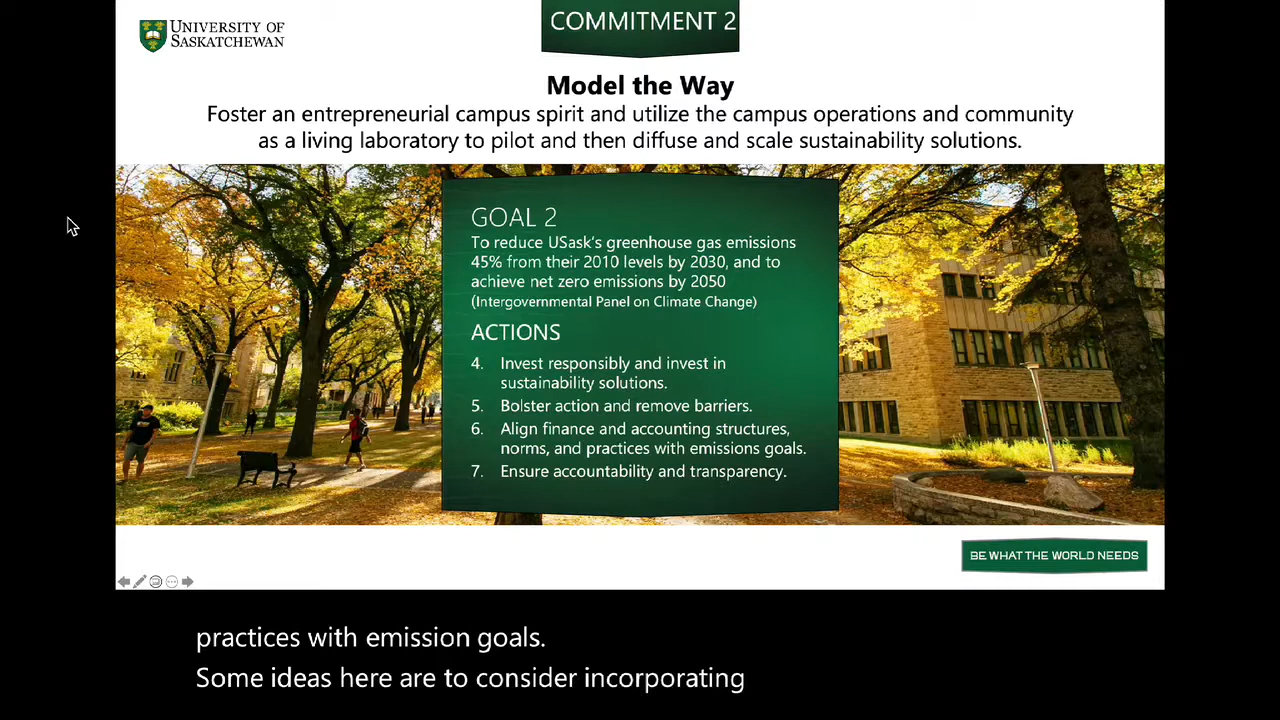 UNIVERSITY OF
SASKATCHEWAN
COMMITMENT 2
Model the Way
Foster an entrepreneurial campus spirit and utilize the campus operations and community
as a living laboratory to pilot and then diffuse and scale sustainability solutions.
GOAL 2
To reduce USask's greenhouse gas emissions
45% from their 2010 levels by 2030, and to
achieve net zero emissions by 2050
(Intergovernmental Panel on Climate Change)
ACTIONS
4. Invest responsibly and invest in
sustainability solutions.
5. Bolster action and remove barriers.
6. Align finance and accounting structures,
norms, and practices with emissions goals.
7. Ensure accountability and transparency.
BE WHAT THE WORLD NEEDS
practices with emission goals.
Some ideas here are to consider incorporating